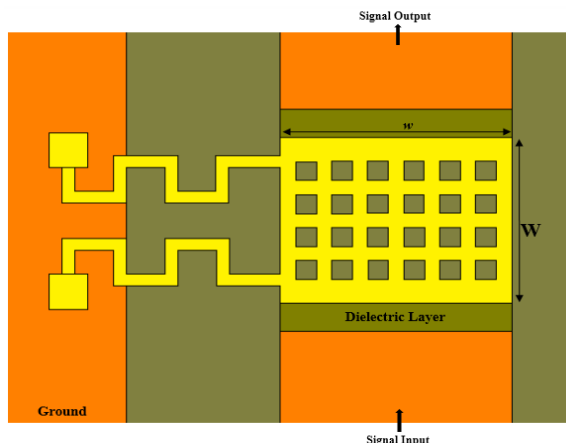 Signal Output
w
W
Dielectric Layer
Ground
Signal Input